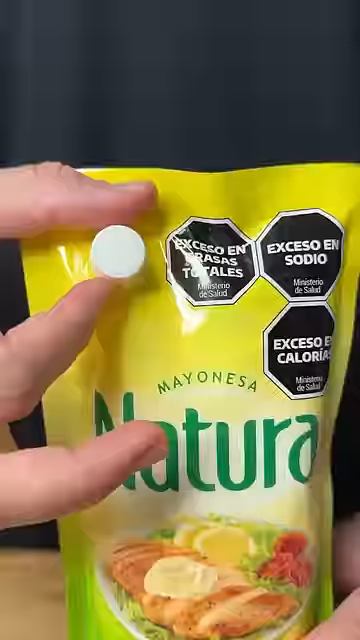 EXCESO EN
GRASAS
TOTALES
Ministerio
de Salud
EXCESO EN
SODIO
Ministerio
de Salud
EXCESO EN
CALORÍAS
Ministerio
de Salud
MAYONESA
Natura